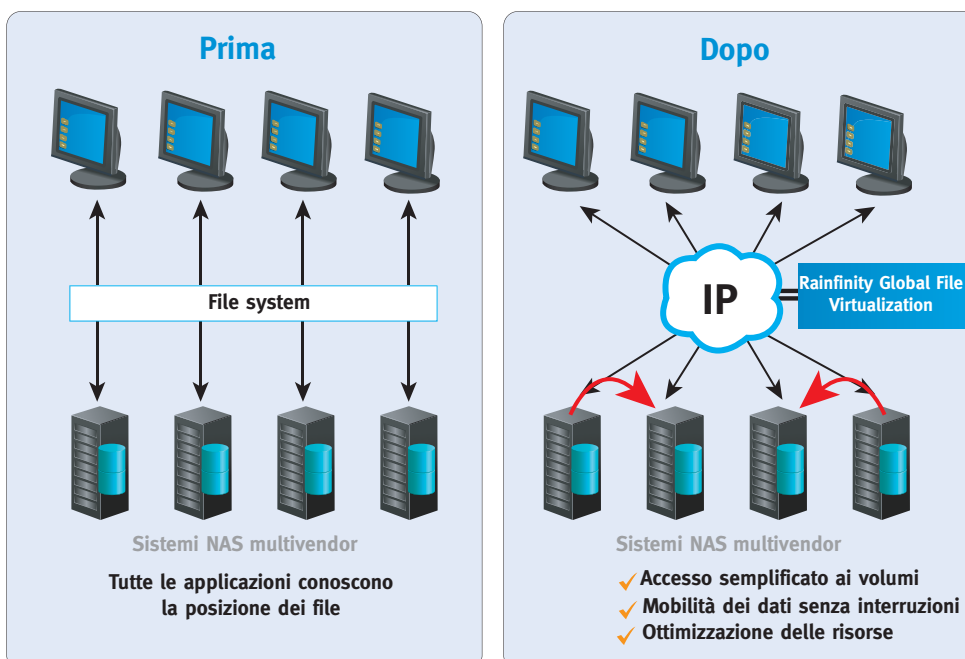 Prima
File system
Sistemi NAS multivendor
Tutte le applicazioni conoscono
la posizione dei file
Dopo
IP
Rainfinity Global File
Virtualization
Sistemi NAS multivendor
Accesso semplificato ai volumi
Mobilità dei dati senza interruzioni
Ottimizzazione delle risorse